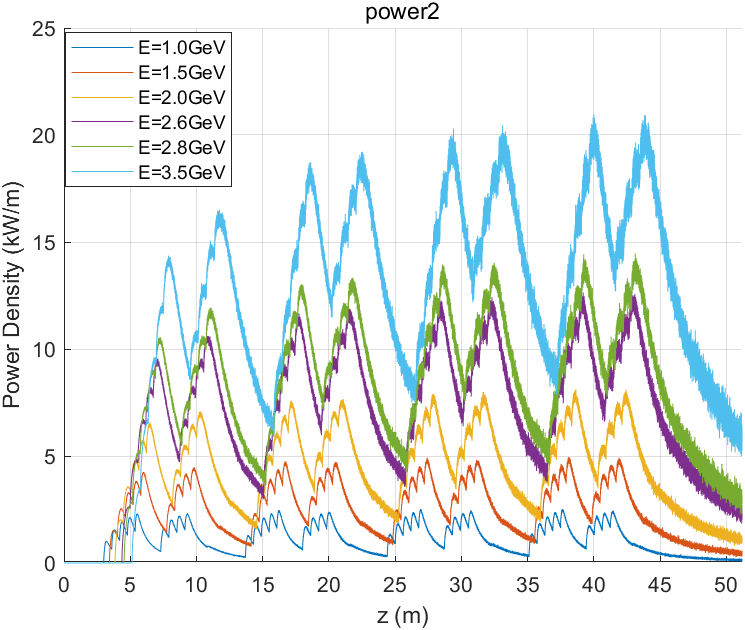 power2
25
20
15
10
5
0
Power Density (kW/m)
E=1.0GeV
E=1.5GeV
E=2.0GeV
E=2.6GeV
E=2.8GeV
E=3.5GeV
0 5 10 15 20 25 30 35 40 45 50
z (m)